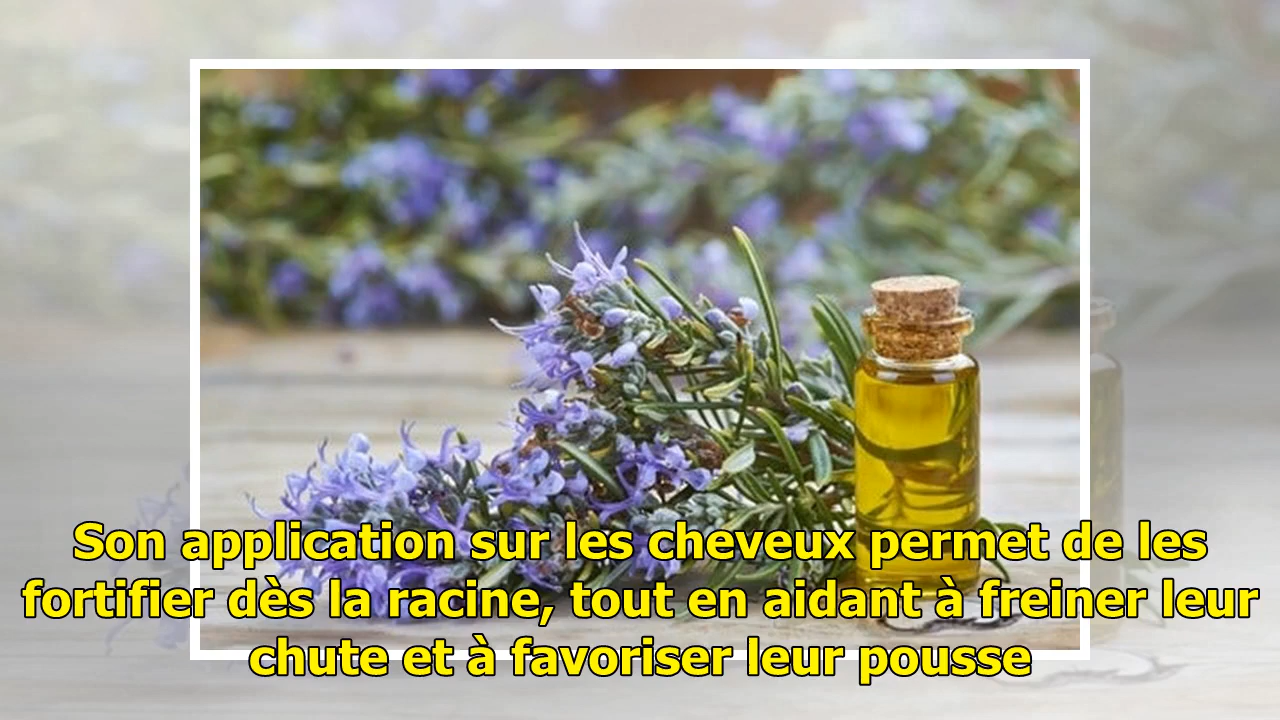 Son application sur les cheveux permet de les
fortifier dès la racine, tout en aidant à freiner leur
chute et à favoriser leur pousse